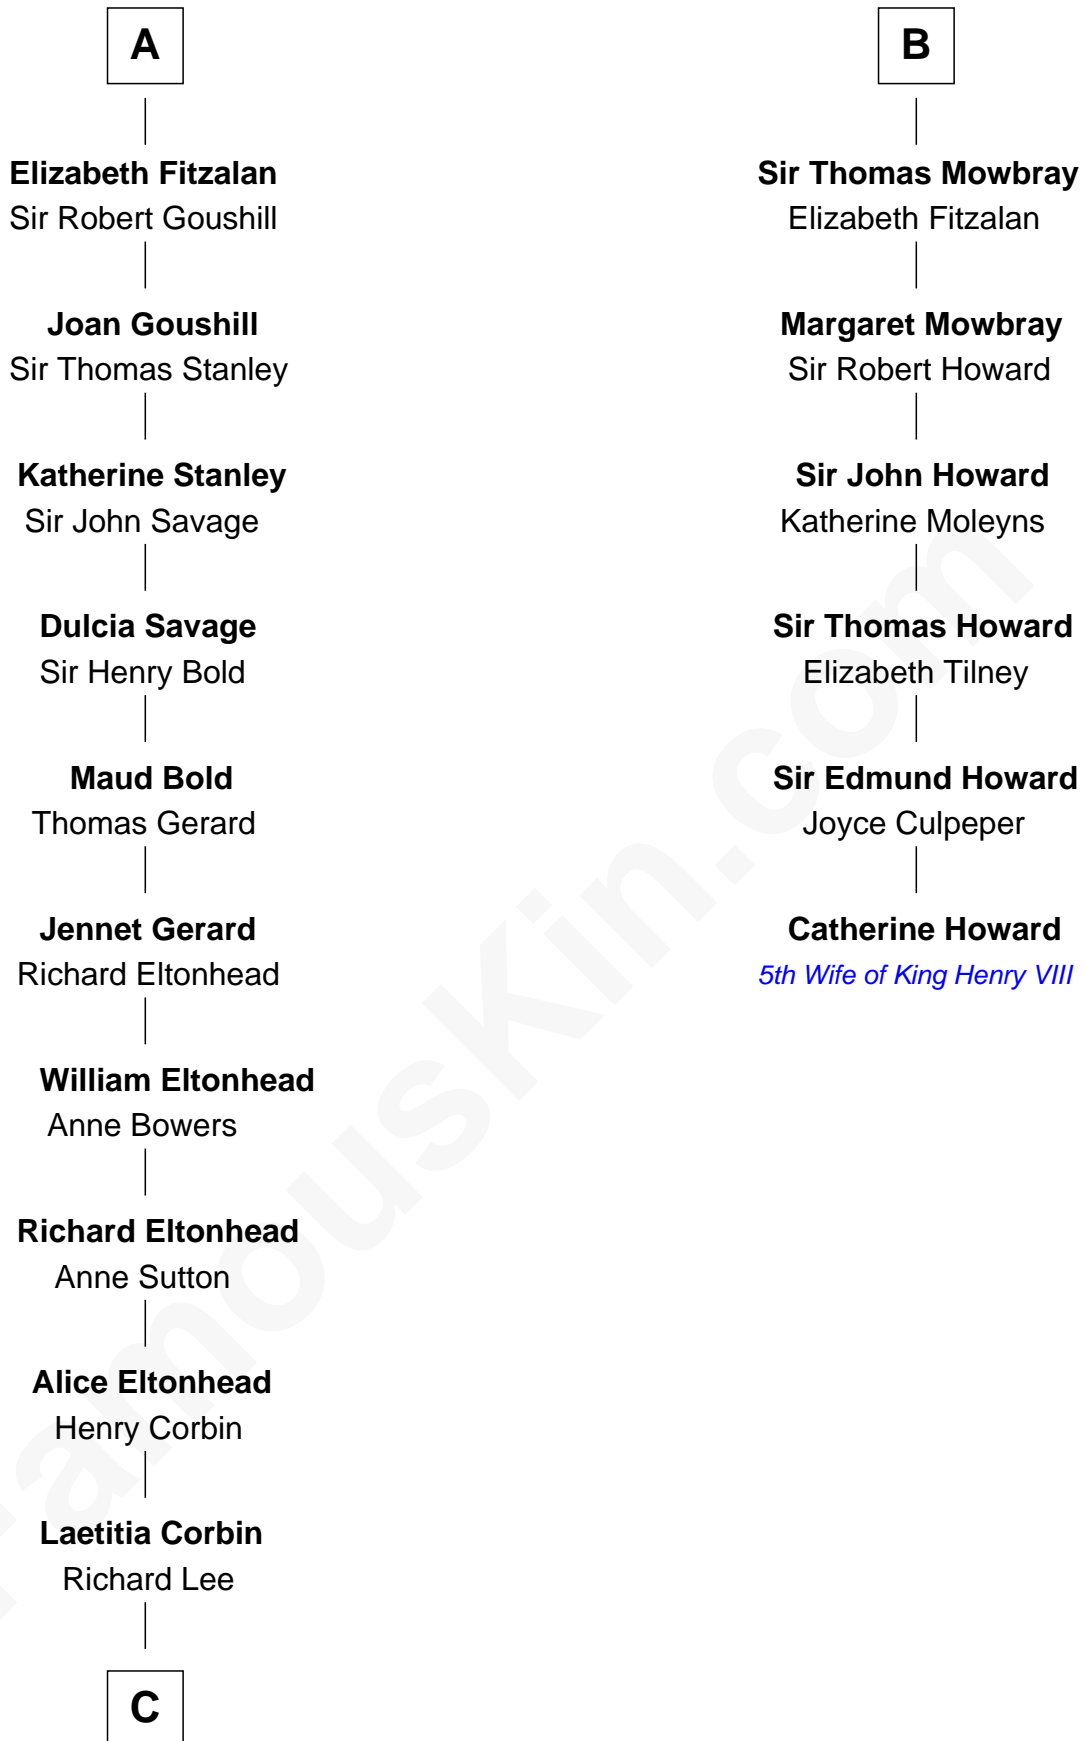 A
Elizabeth Fitzalan
Sir Robert Goushill
Joan Goushill
Sir Thomas Stanley
Katherine Stanley
Sir John Savage
Dulcia Savage
Sir Henry Bold
Maud Bold
Thomas Gerard
Jennet Gerard
Richard Eltonhead
William Eltonhead
Anne Bowers
Richard Eltonhead
Anne Sutton
Alice Eltonhead
Henry Corbin
Laetitia Corbin
Richard Lee
C
B
Sir Thomas Mowbray
Elizabeth Fitzalan
Margaret Mowbray
Sir Robert Howard
Sir John Howard
Katherine Moleyns
Sir Thomas Howard
Elizabeth Tilney
Sir Edmund Howard
Joyce Culpeper
Catherine Howard
5th Wife of King Henry VIII
FamousKin.com